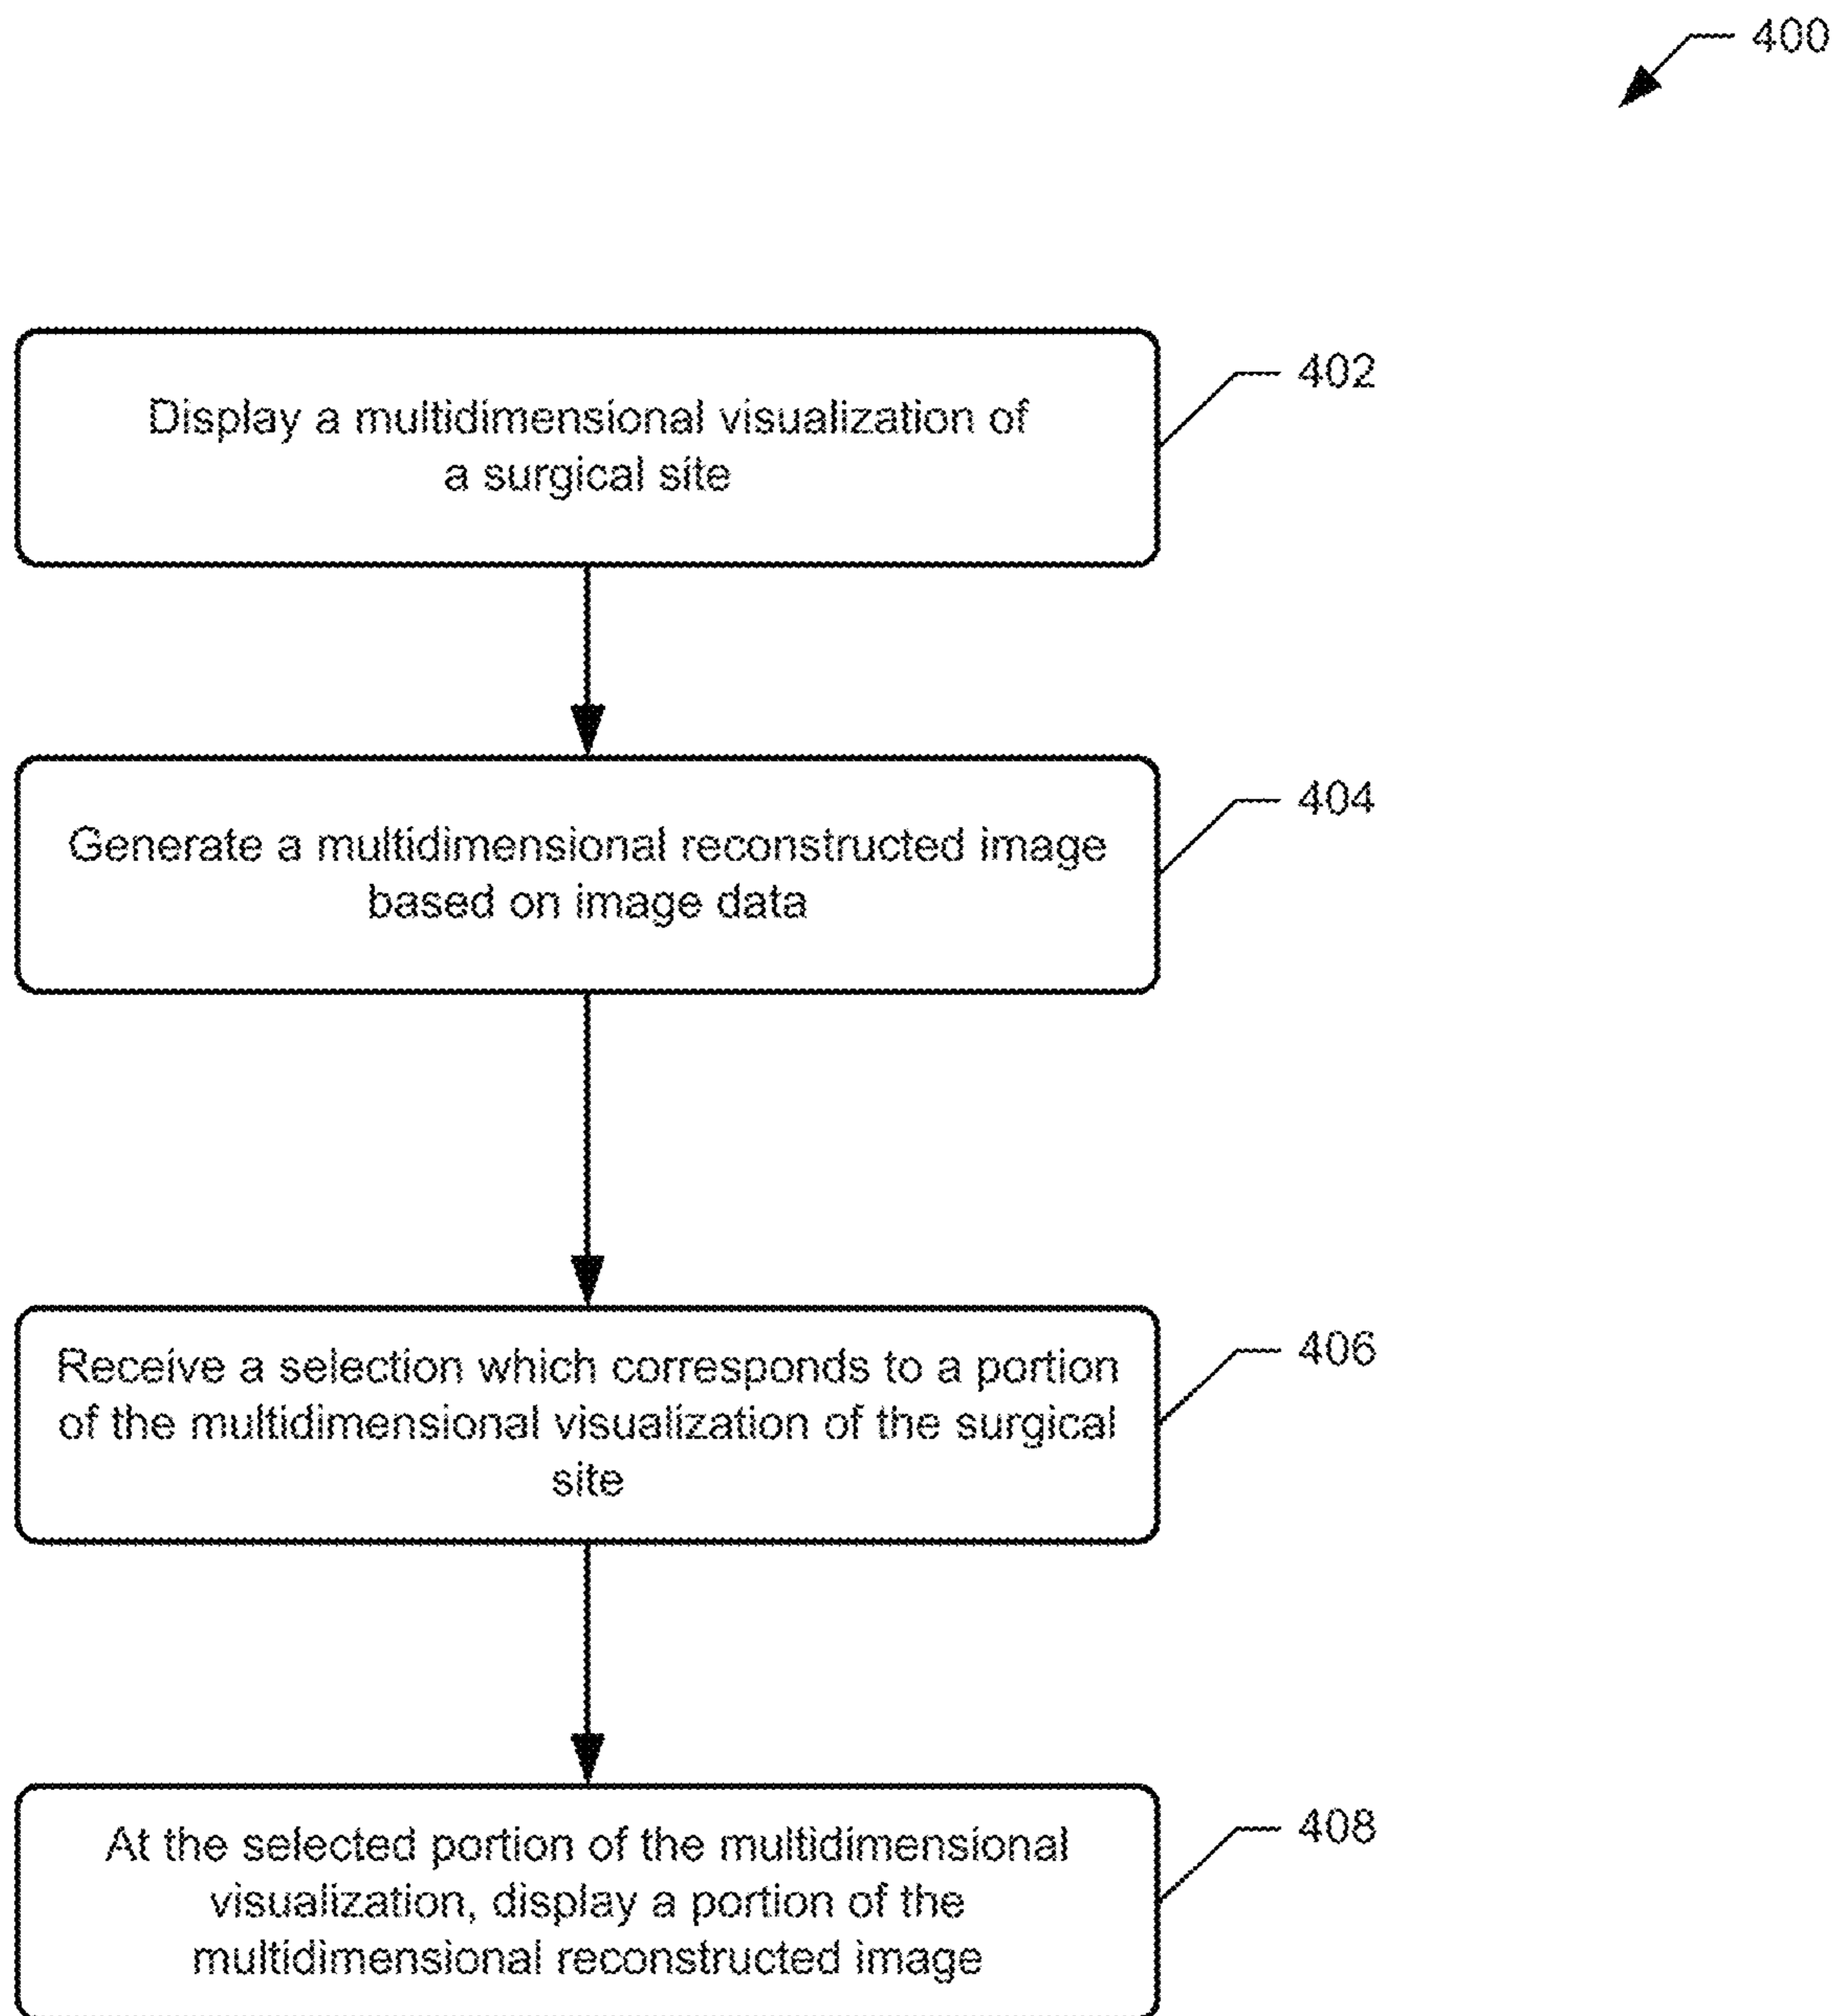 400
Display a multidimensional visualization of
a surgical site
402
Generate a multidimensional reconstructed image
based on image data
404
Receive a selection which corresponds to a portion
of the multidimensional visualization of the surgical
site
406
At the selected portion of the multidimensional
visualization, display a portion of the
multidimensional reconstructed image
408